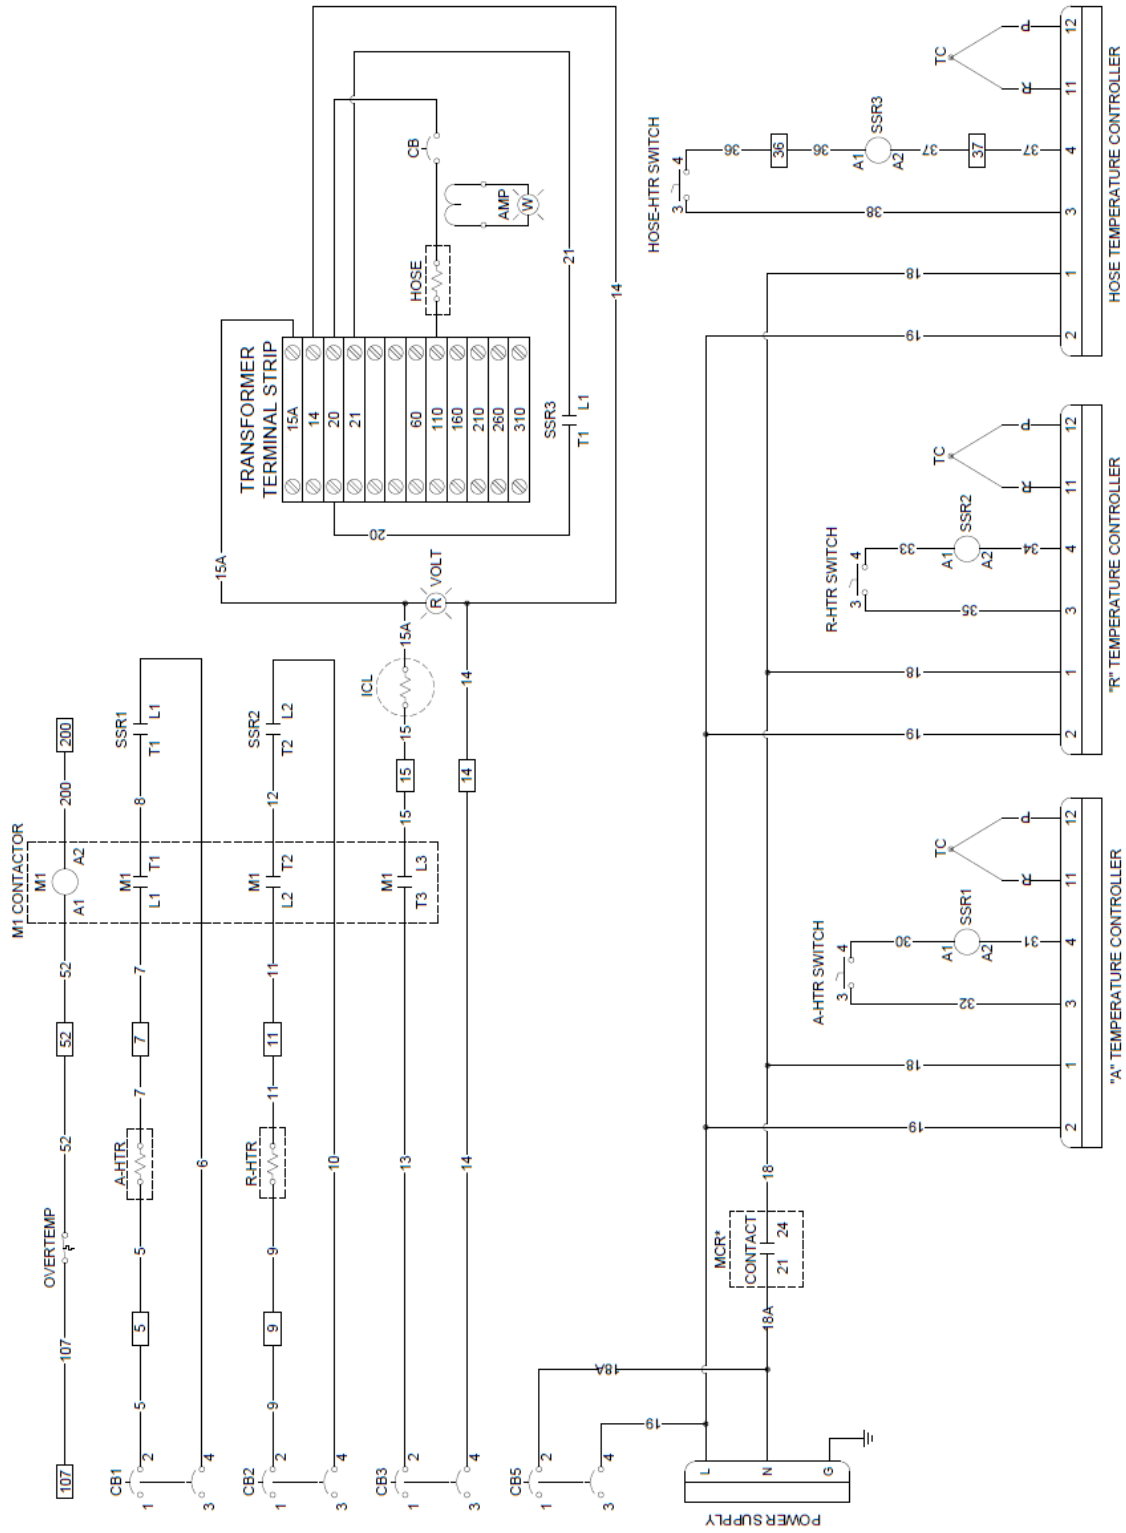 M1 CONTACTOR
107
107
OVERTEMP
52
52
52
A1
M1
A2
200
200
CB1
1
2
5
5
5
A-HTR
7
7
7
L1
M1
T1
8
T1
SSR1
L1
3
4
6
CB2
1
2
9
9
9
R-HTR
11
11
11
L2
M1
T2
12
T2
SSR2
L2
3
4
10
CB3
1
2
13
T3
M1
L3
15
15
15
ICL
15A
15A
3
4
14
14
14
R
VOLT
14
TRANSFORMER
TERMINAL STRIP
15A
14
20
21
60
110
160
210
260
310
20
T1
SSR3
L1
21
HOSE
AMP
W
CB
CB5
1
2
18A
3
4
19
POWER SUPPLY
L
N
G
18A
MCR*
CONTACT
21
24
18
A-HTR SWITCH
3
4
32
30
A1
SSR1
A2
31
TC
R
P
19
18
2
1
3
4
11
12
"A" TEMPERATURE CONTROLLER
R-HTR SWITCH
3
4
35
33
A1
SSR2
A2
34
TC
R
P
19
18
2
1
3
4
11
12
"R" TEMPERATURE CONTROLLER
HOSE-HTR SWITCH
3
4
38
36
36
36
A1
SSR3
A2
37
37
37
TC
R
P
19
18
2
1
3
4
11
12
HOSE TEMPERATURE CONTROLLER